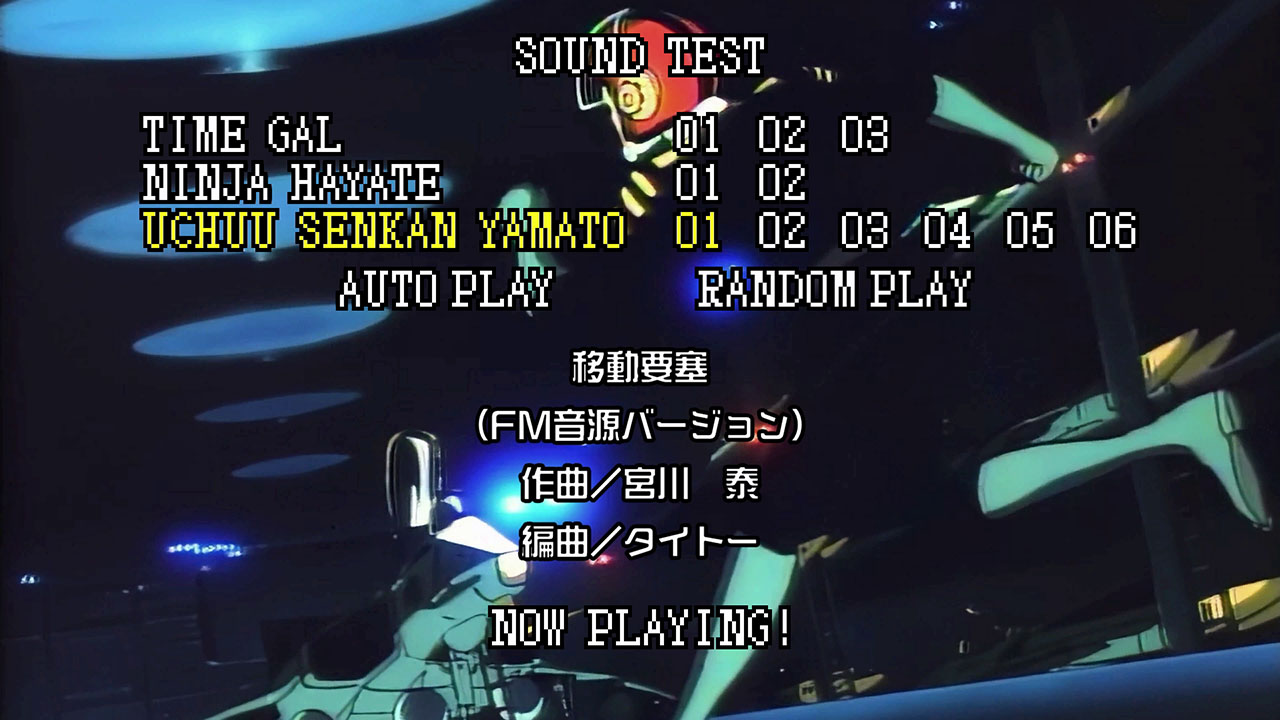 SOUND TEST
TIME GAL 01 02 03
NINJA HAYATE 01 02
UCHUU SENKAN YAMATO 01 02 03 04 05 06
AUTO PLAY RANDOM PLAY
移動要塞
(FM音源バージョン)
作曲／宮川　泰
編曲／タイトー
NOW PLAYING!